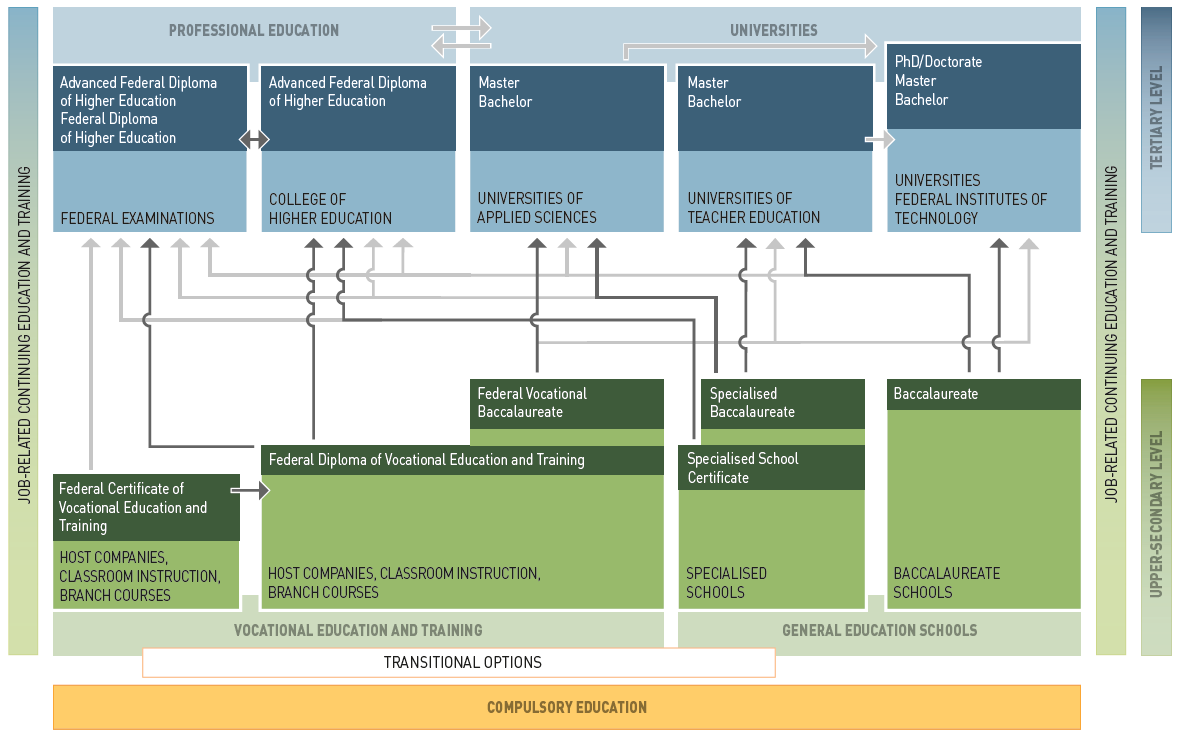 PROFESSIONAL EDUCATION
UNIVERSITIES
Advanced Federal Diploma
of Higher Education
Federal Diploma
of Higher Education
FEDERAL EXAMINATIONS
Advanced Federal Diploma
of Higher Education
COLLEGE OF
HIGHER EDUCATION
Master
Bachelor
UNIVERSITIES OF
APPLIED SCIENCES
Master
Bachelor
UNIVERSITIES OF
TEACHER EDUCATION
PhD/Doctorate
Master
Bachelor
UNIVERSITIES
FEDERAL INSTITUTES OF
TECHNOLOGY
JOB-RELATED CONTINUING EDUCATION AND TRAINING
JOB-RELATED CONTINUING EDUCATION AND TRAINING
TERTIARY LEVEL
UPPER-SECONDARY LEVEL
Federal Vocational
Baccalaureate
Specialised
Baccalaureate
Baccalaureate
Federal Diploma of Vocational Education and Training
Specialised School
Certificate
Federal Certificate of
Vocational Education and
Training
HOST COMPANIES,
CLASSROOM INSTRUCTION,
BRANCH COURSES
HOST COMPANIES, CLASSROOM INSTRUCTION,
BRANCH COURSES
SPECIALISED
SCHOOLS
BACCALAUREATE
SCHOOLS
VOCATIONAL EDUCATION AND TRAINING
GENERAL EDUCATION SCHOOLS
TRANSITIONAL OPTIONS
COMPULSORY EDUCATION